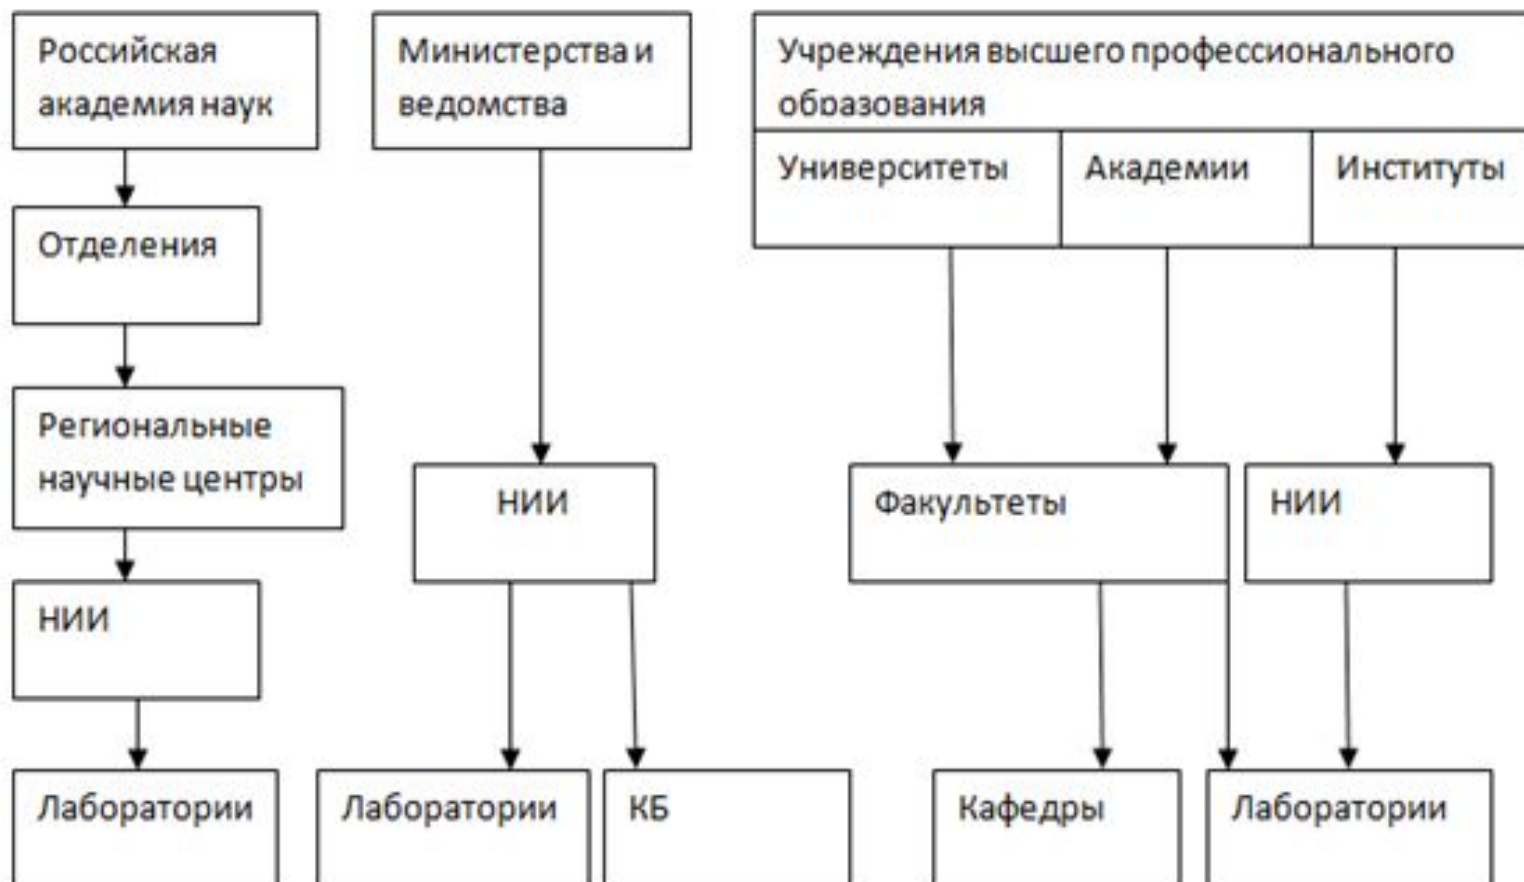 Российская
академия наук
Министерства и
ведомства
Учреждения высшего профессионального
образования
Университеты
Академии
Институты
Отделения
Региональные
научные центры
НИИ
Факультеты
НИИ
НИИ
Лаборатории
Лаборатории
КБ
Кафедры
Лаборатории